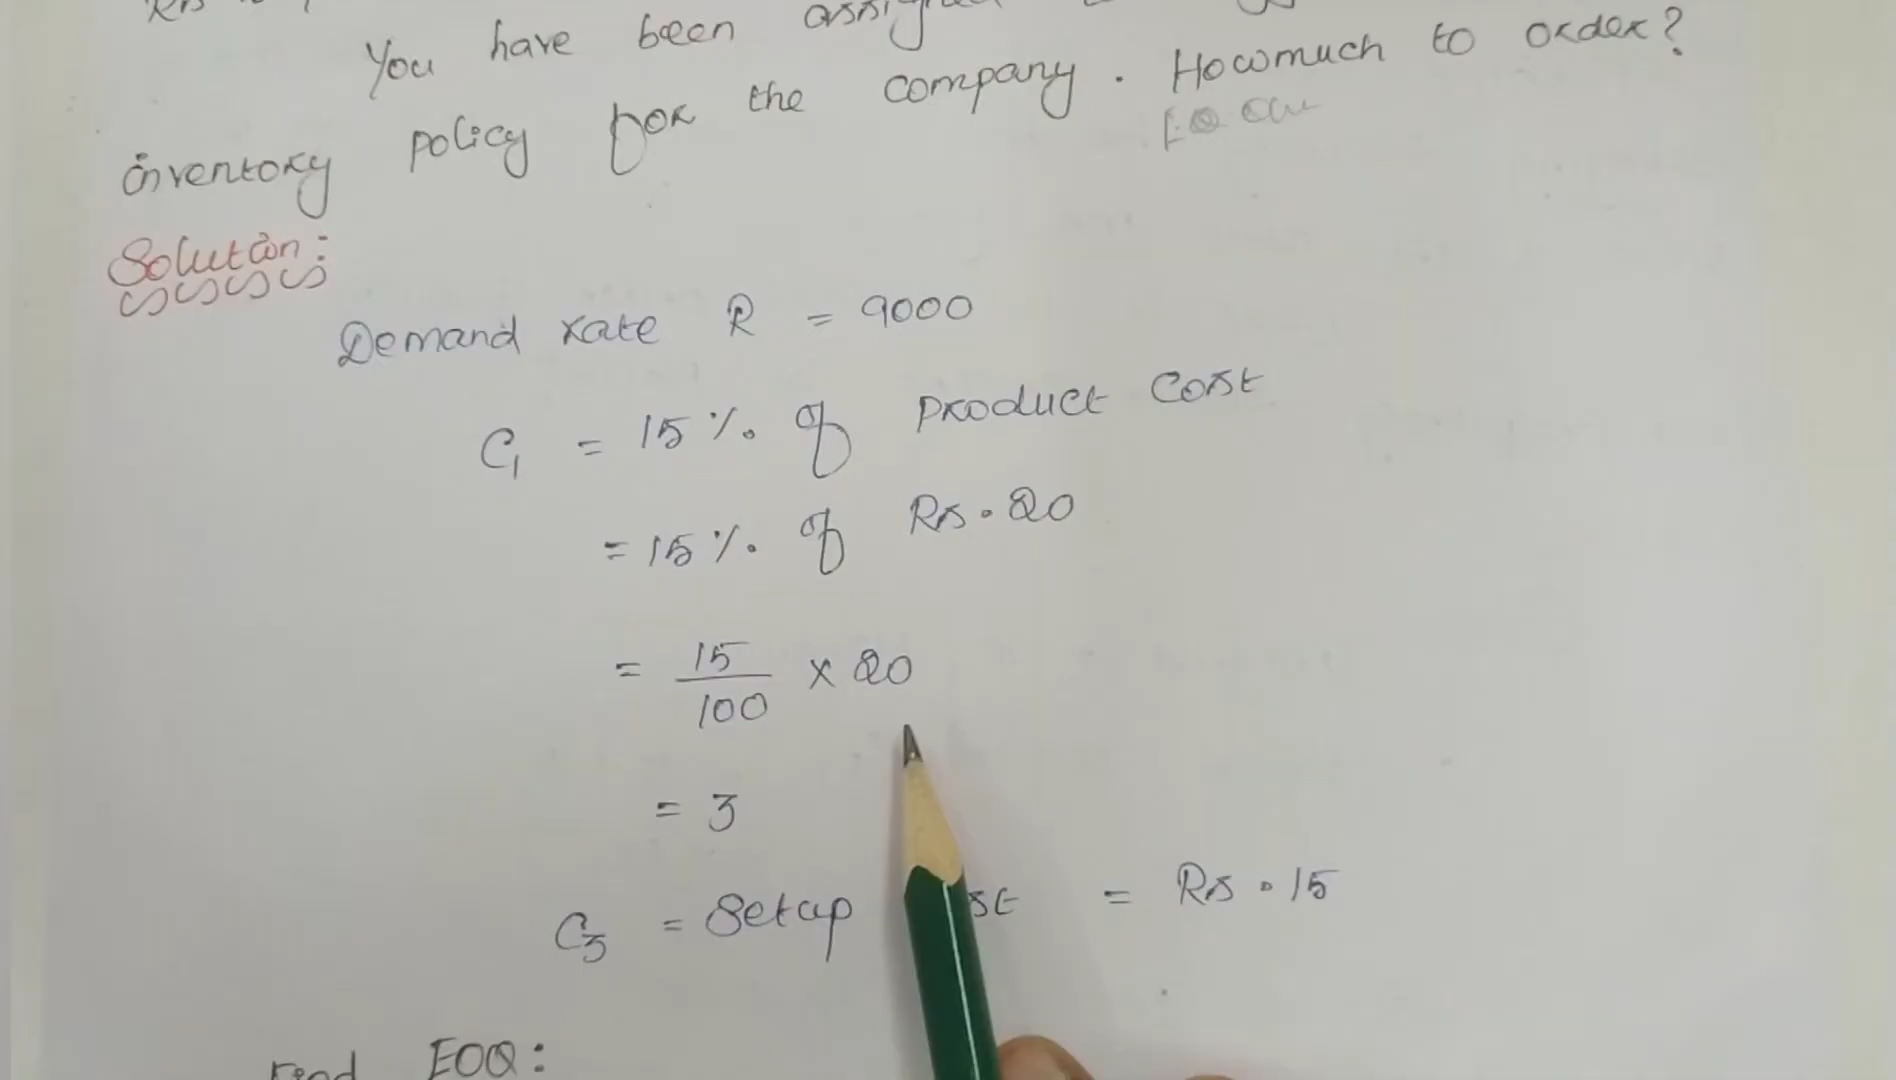 You have been
inventory policy for the company. Howmuch to order?
Solution:
Demand rate R = 9000
C1 = 15 %. of product cost
= 15 %. of Rs. 20
= 15/100 x 20
= 3
C3 = Setup = Rs. 15
Find EOQ: